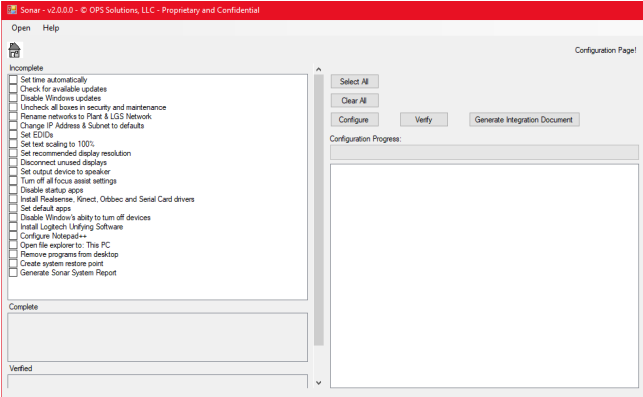 Sonar - v2.0.0.0 - © OPS Solutions, LLC - Proprietary and Confidential
Open Help
Configuration Page!
Incomplete
Set time automatically
Check for available updates
Disable Windows updates
Uncheck all boxes in security and maintenance
Rename networks to Plant & LGS Network
Change IP Address & Subnet to defaults
Set EDIDs
Set text scaling to 100%
Set recommended display resolution
Disconnect unused displays
Set output device to speaker
Turn off all focus assist settings
Disable startup apps
Install Realsense, Kinect, Orbbec and Serial Card drivers
Set default apps
Disable Window's abiity to turn off devices
Install Logitech Unifying Software
Configure Notepad++
Open file explorer to: This PC
Remove programs from desktop
Create system restore point
Generate Sonar System Report
Complete
Verified
Select All
Clear All
Configure Verify Generate Integration Document
Configuration Progress: